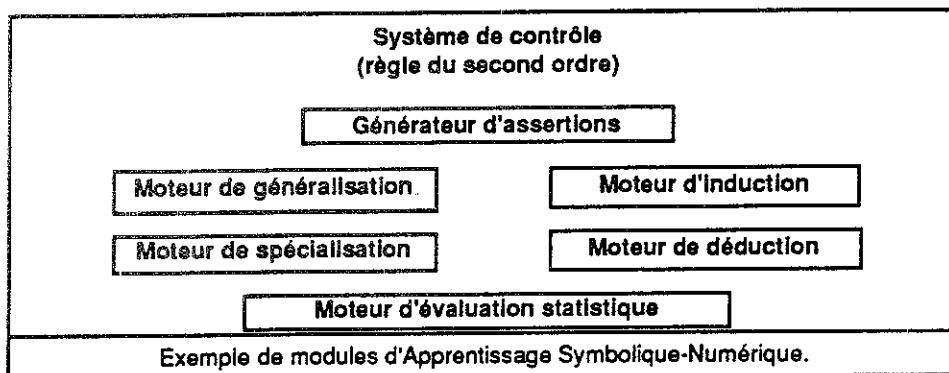 Système de contrôle
(règle du second ordre)
Générateur d'assertions
Moteur de généralisation
Moteur d'induction
Moteur de spécialisation
Moteur de déduction
Moteur d'évaluation statistique
Exemple de modules d'Apprentissage Symbolique-Numérique.